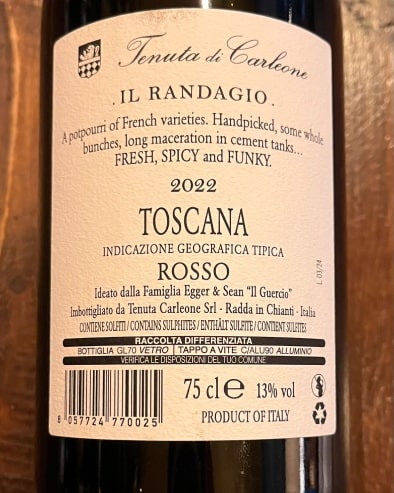 Tenuta di Carleone
. IL RANDAGIO .
A potpourri of French varieties. Handpicked, some whole
bunches, long maceration in cement tanks...
FRESH, SPICY and FUNKY.
2022
TOSCANA
INDICAZIONE GEOGRAFICA TIPICA
ROSSO
L 03/24
Ideato dalla Famiglia Egger & Sean "Il Guercio"
Imbottigliato da Tenuta Carleone Srl - Radda in Chianti - Italia
CONTIENE SOLFITI / CONTAINS SULPHITES / ENTHÄLT SULFITE / CONTIENT SULFITES
RACCOLTA DIFFERENZIATA
BOTTIGLIA GL70 VETRO | TAPPO A VITE C/ALU90 ALLUMINIO
VERIFICA LE DISPOSIZIONI DEL TUO COMUNE
75 cl e 13% vol
PRODUCT OF ITALY
8 057724 770025